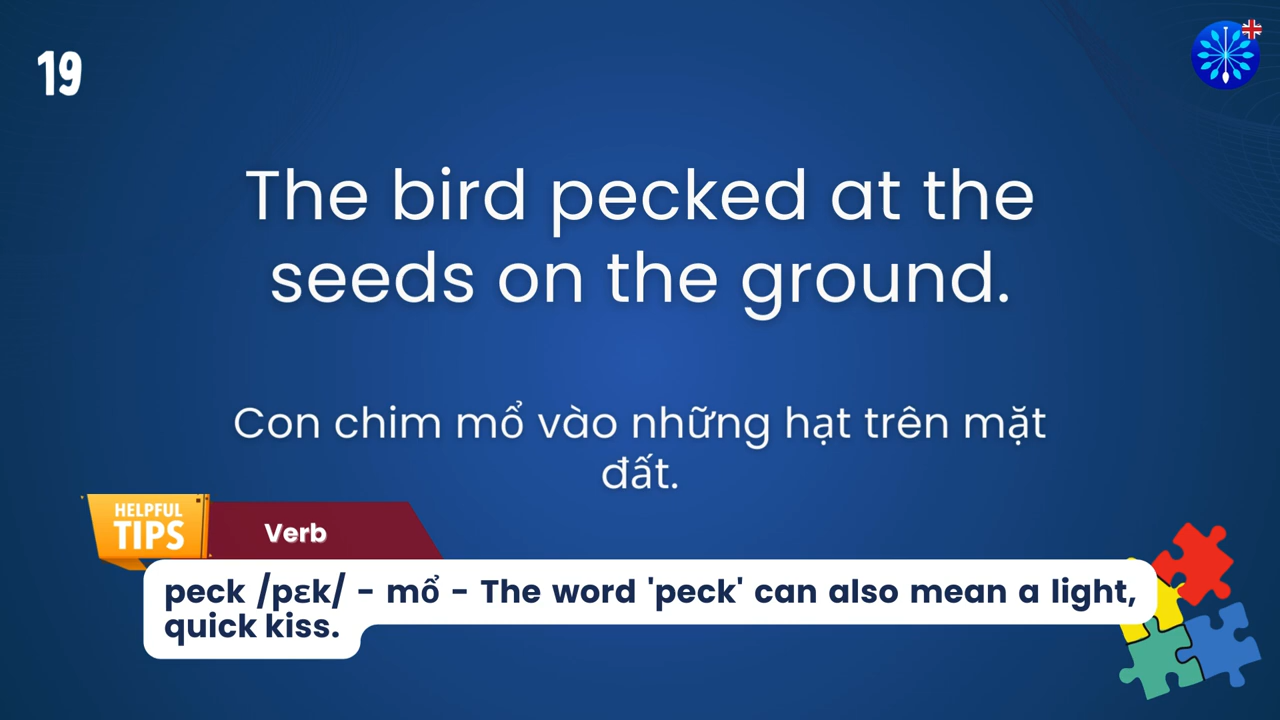 19
The bird pecked at the
seeds on the ground.
Con chim mổ vào những hạt trên mặt
đất.
HELPFUL
TIPS
Verb
peck /pɛk/ - mổ - The word 'peck' can also mean a light,
quick kiss.